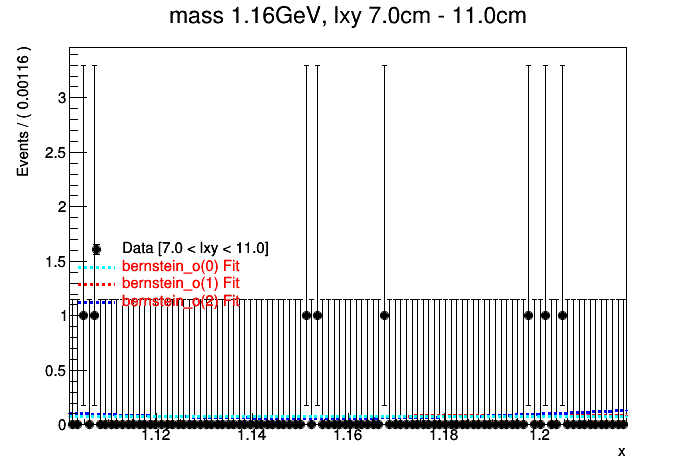 mass 1.16GeV, lxy 7.0cm - 11.0cm
Events / ( 0.00116 )
3
2.5
2
1.5
1
0.5
0
Data [7.0 < lxy < 11.0]
bernstein_o(0) Fit
bernstein_o(1) Fit
bernstein_o(2) Fit
1.12 1.14 1.16 1.18 1.2
x